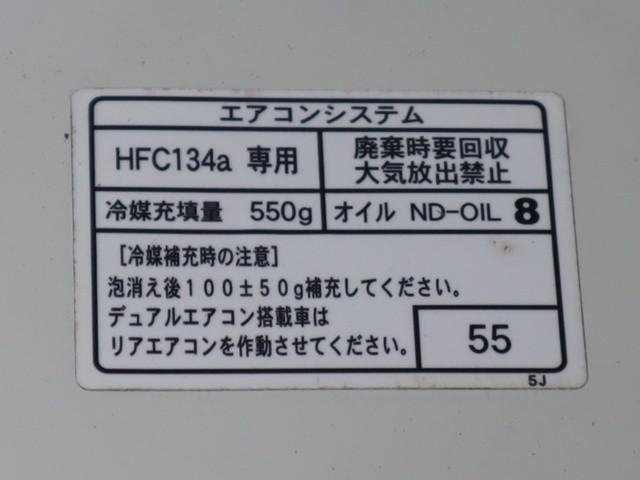 エアコンシステム
HFC134a 専用
廃棄時要回収
大気放出禁止
冷媒充填量 550g
オイル ND-OIL 8
[冷媒補充時の注意]
泡消え後100±50g補充してください。
デュアルエアコン搭載車は
リアエアコンを作動させてください。
55
5J